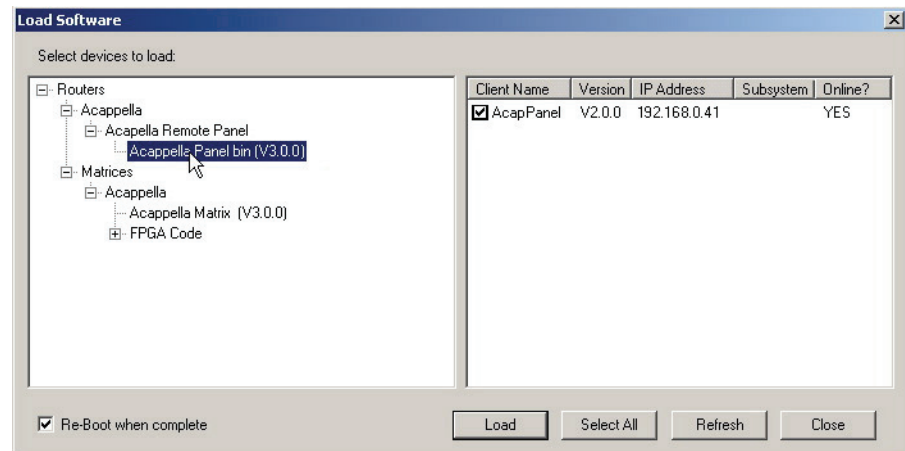 Load Software
Select devices to load:
Routers
Acappella
Acapella Remote Panel
Acappella Panel bin (V3.0.0)
Matrices
Acappella
Acappella Matrix (V3.0.0)
FPGA Code
Client Name Version IP Address Subsystem Online?
AcapPanel V2.0.0 192.168.0.41 YES
Re-Boot when complete
Load Select All Refresh Close